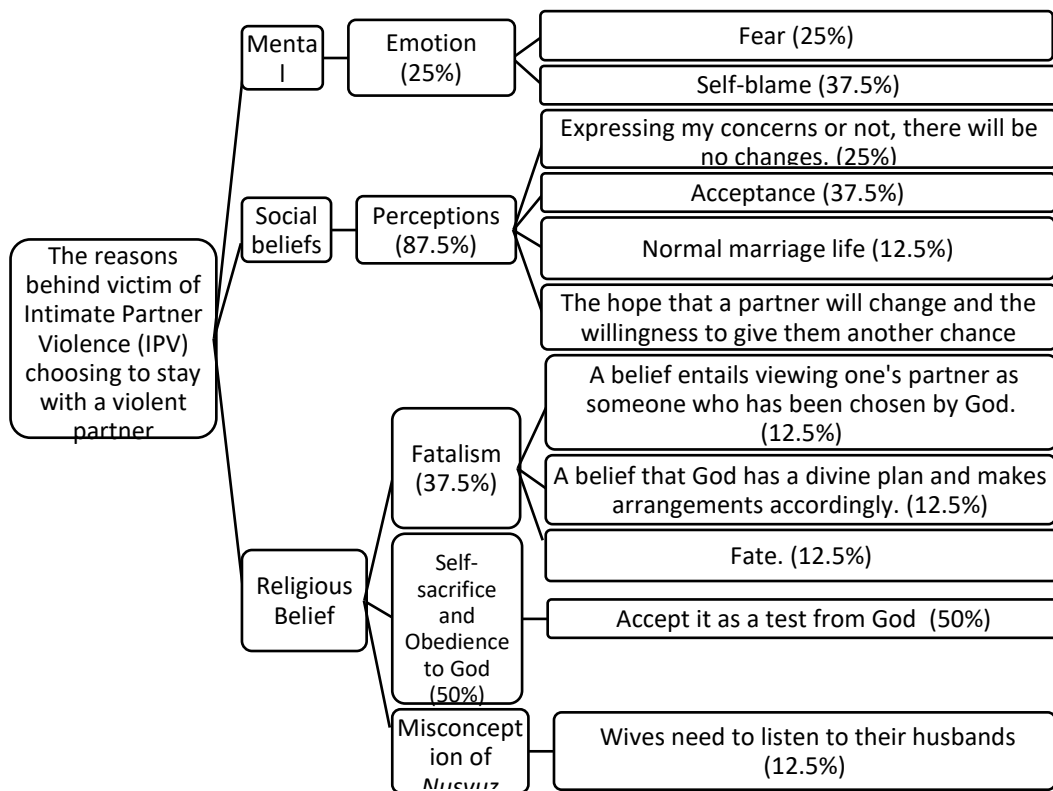 The reasons
behind victim of
Intimate Partner
Violence (IPV)
choosing to stay
with a violent
partner
Menta
l
Emotion
(25%)
Fear (25%)
Self-blame (37.5%)
Social
beliefs
Perceptions
(87.5%)
Expressing my concerns or not, there will be
no changes. (25%)
Acceptance (37.5%)
Normal marriage life (12.5%)
The hope that a partner will change and the
willingness to give them another chance
Religious
Belief
Fatalism
(37.5%)
A belief entails viewing one's partner as
someone who has been chosen by God.
(12.5%)
A belief that God has a divine plan and makes
arrangements accordingly. (12.5%)
Fate. (12.5%)
Self-
sacrifice
and
Obedience
to God
(50%)
Accept it as a test from God (50%)
Misconcept
ion of
Nusyuz
Wives need to listen to their husbands
(12.5%)